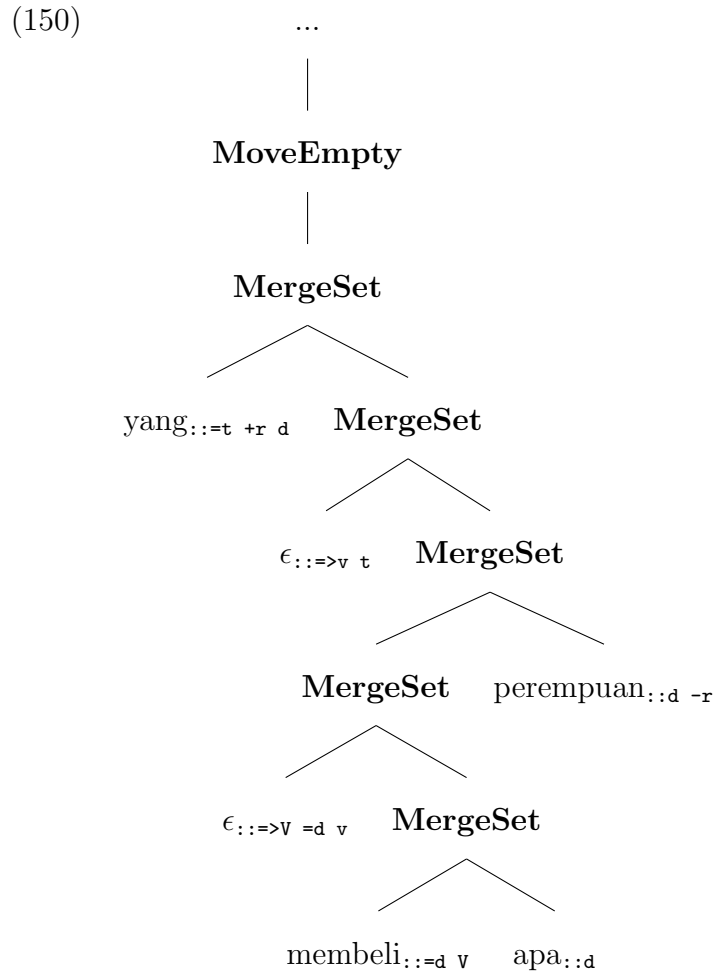 (150) ...
MoveEmpty
MergeSet
yang::=t +r d MergeSet
ϵ::=>v t MergeSet
MergeSet perempuan::d -r
ϵ::=>V =d v MergeSet
membeli::=d V apa::d